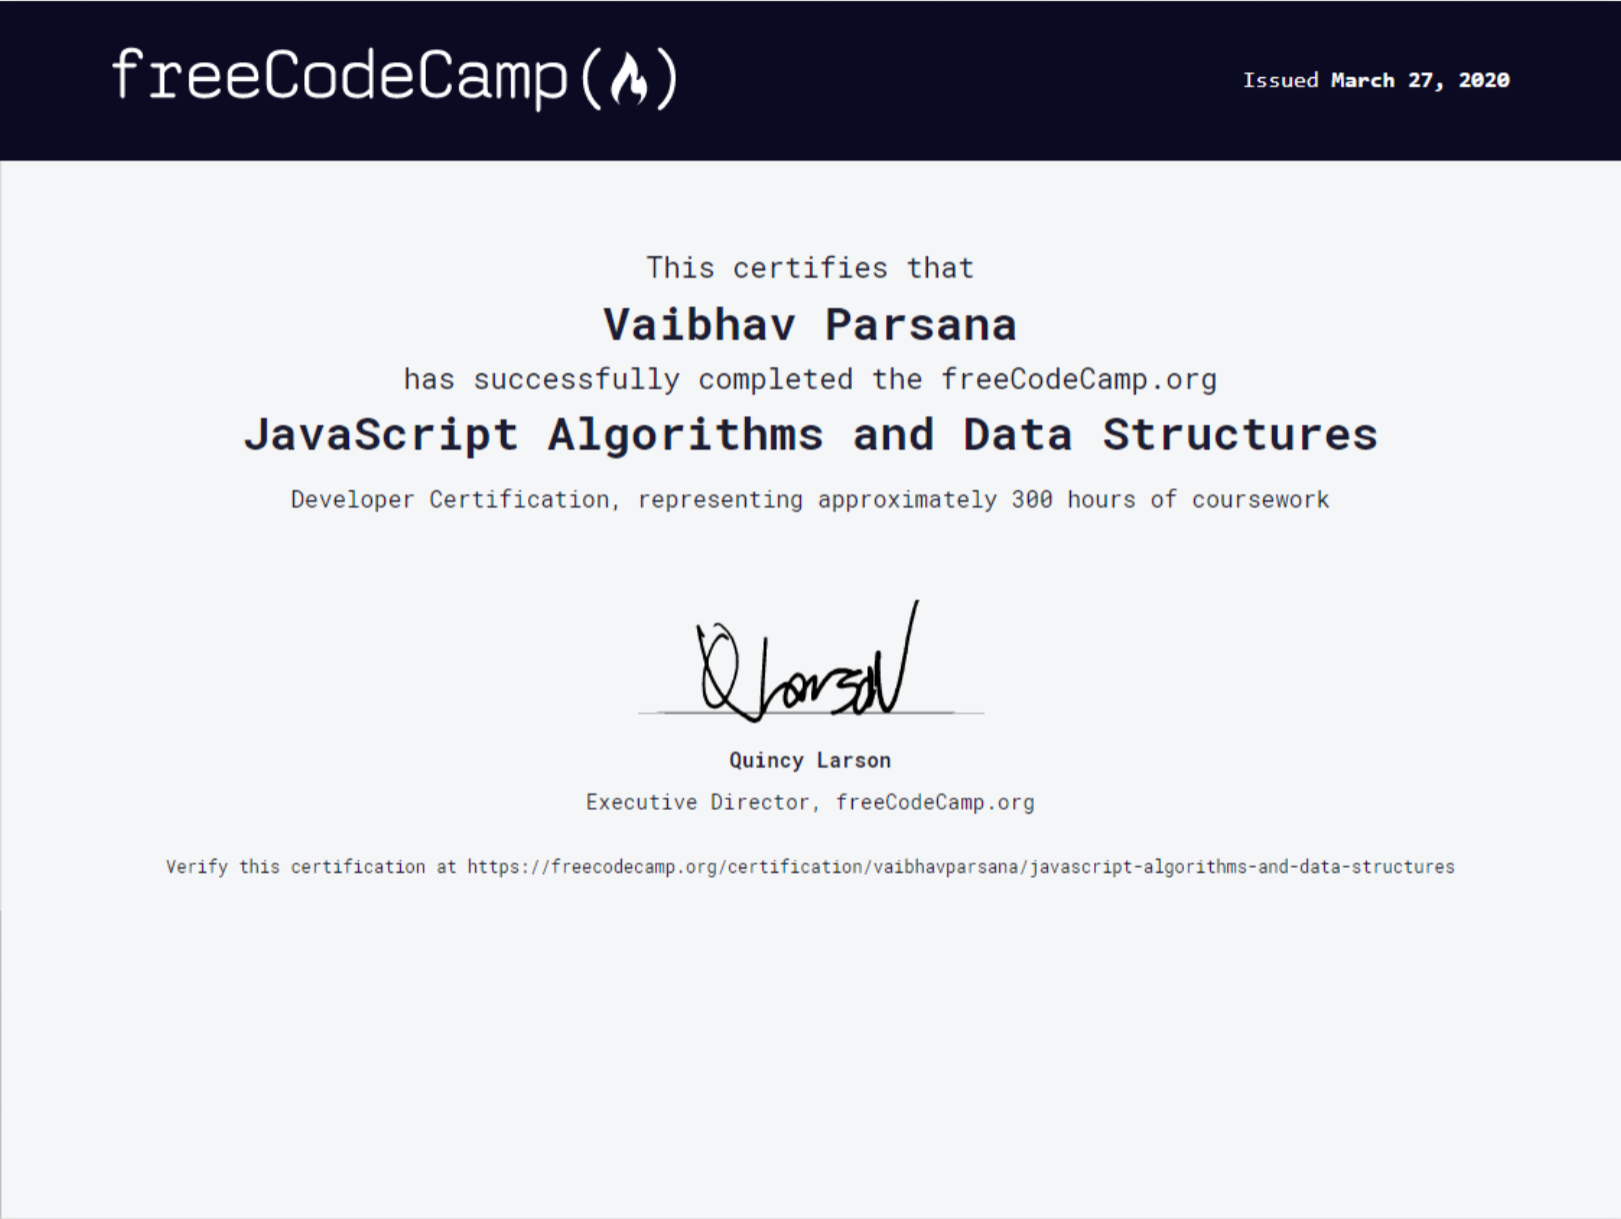 freeCodeCamp(🔥)
Issued March 27, 2020
This certifies that
Vaibhav Parsana
has successfully completed the freeCodeCamp.org
JavaScript Algorithms and Data Structures
Developer Certification, representing approximately 300 hours of coursework
QLarson
Quincy Larson
Executive Director, freeCodeCamp.org
Verify this certification at https://freecodecamp.org/certification/vaibhavparsana/javascript-algorithms-and-data-structures